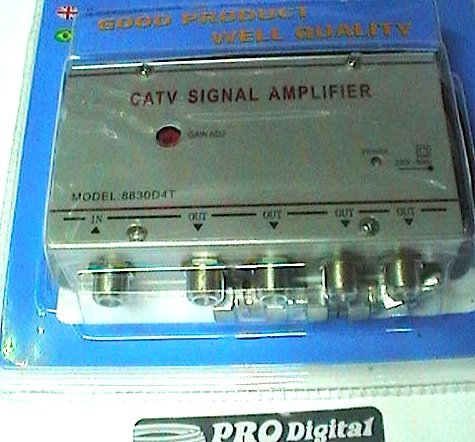 GOOD PRODUCT
WELL QUALITY
CATV SIGNAL AMPLIFIER
GAIN ADJ
POWER
MODEL:8830D4T
IN OUT OUT OUT OUT
PRO Digital